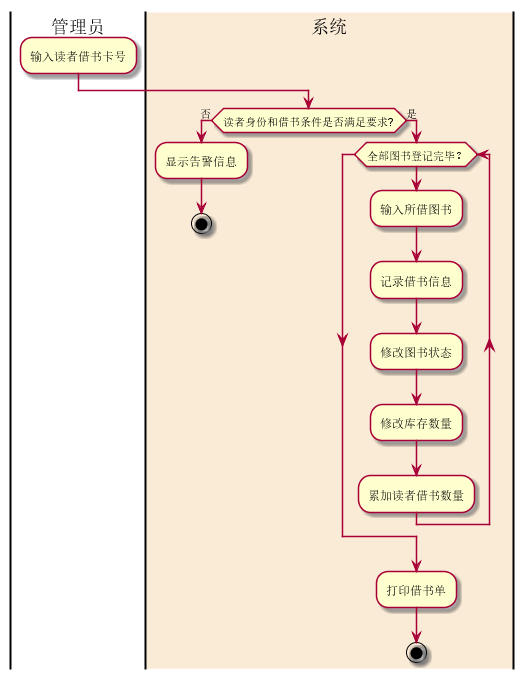 管理员
系统
输入读者借书卡号
读者身份和借书条件是否满足要求?
否
是
显示告警信息
全部图书登记完毕?
输入所借图书
记录借书信息
修改图书状态
修改库存数量
累加读者借书数量
打印借书单